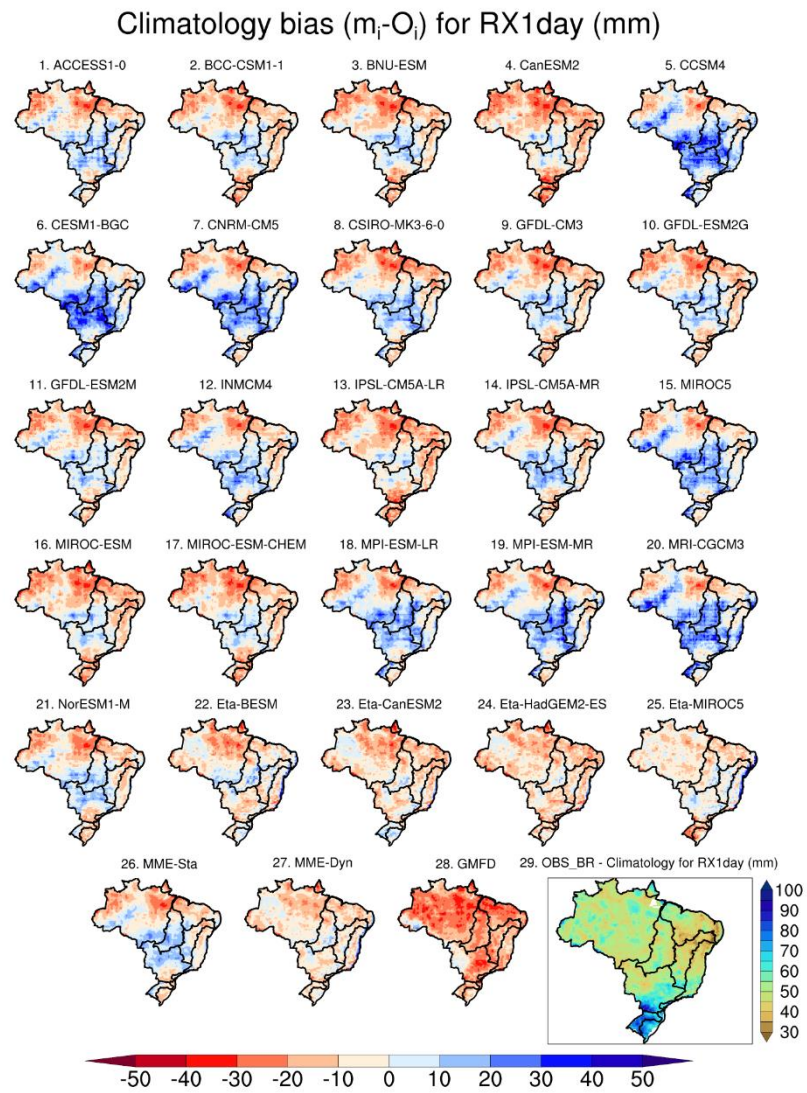 Climatology bias (mᵢ-Oᵢ) for RX1day (mm)
1. ACCESS1-0 2. BCC-CSM1-1 3. BNU-ESM 4. CanESM2 5. CCSM4
6. CESM1-BGC 7. CNRM-CM5 8. CSIRO-MK3-6-0 9. GFDL-CM3 10. GFDL-ESM2G
11. GFDL-ESM2M 12. INMCM4 13. IPSL-CM5A-LR 14. IPSL-CM5A-MR 15. MIROC5
16. MIROC-ESM 17. MIROC-ESM-CHEM 18. MPI-ESM-LR 19. MPI-ESM-MR 20. MRI-CGCM3
21. NorESM1-M 22. Eta-BESM 23. Eta-CanESM2 24. Eta-HadGEM2-ES 25. Eta-MIROC5
26. MME-Sta 27. MME-Dyn 28. GMFD 29. OBS_BR - Climatology for RX1day (mm)
100
90
80
70
60
50
40
30
-50 -40 -30 -20 -10 0 10 20 30 40 50